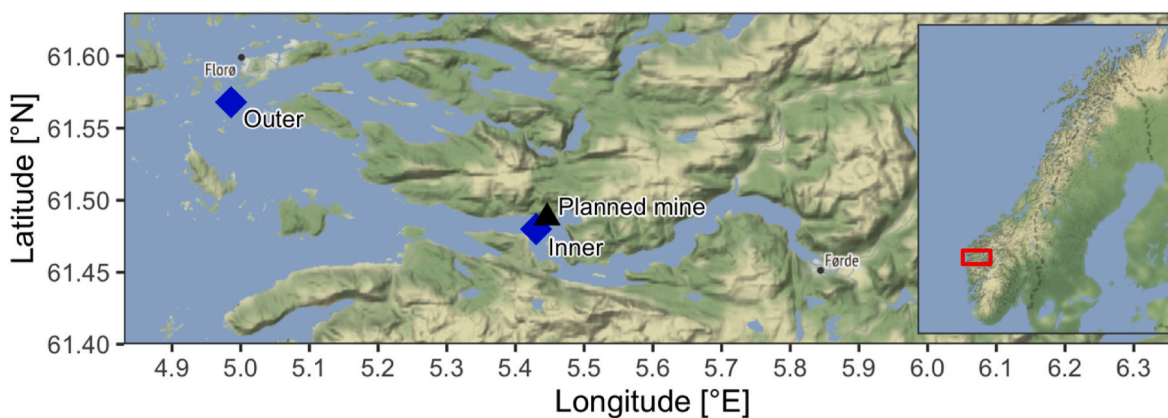 61.60
61.55
61.50
61.45
61.40
Latitude [°N]
Florø
Outer
Planned mine
Inner
Førde
4.9 5.0 5.1 5.2 5.3 5.4 5.5 5.6 5.7 5.8 5.9 6.0 6.1 6.2 6.3
Longitude [°E]